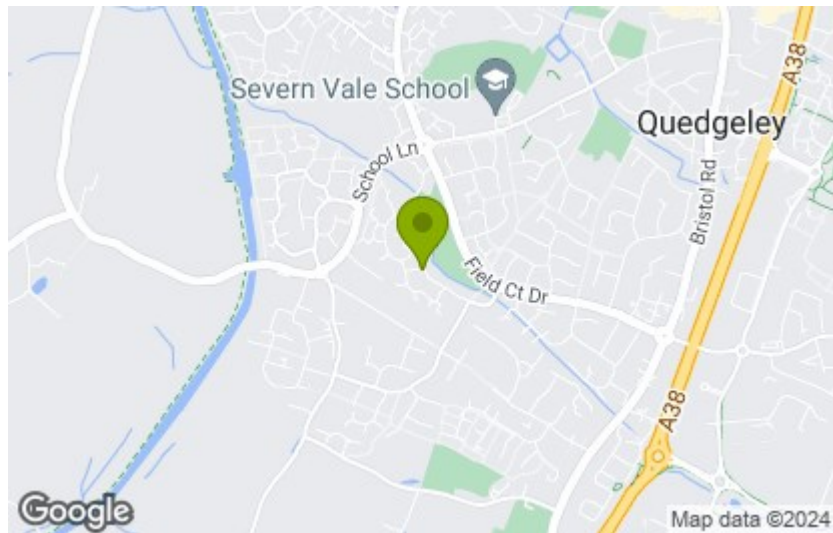 A38
Severn Vale School
Quedgeley
School Ln
Bristol Rd
Field Ct Dr
A38
Google
Map data ©2024